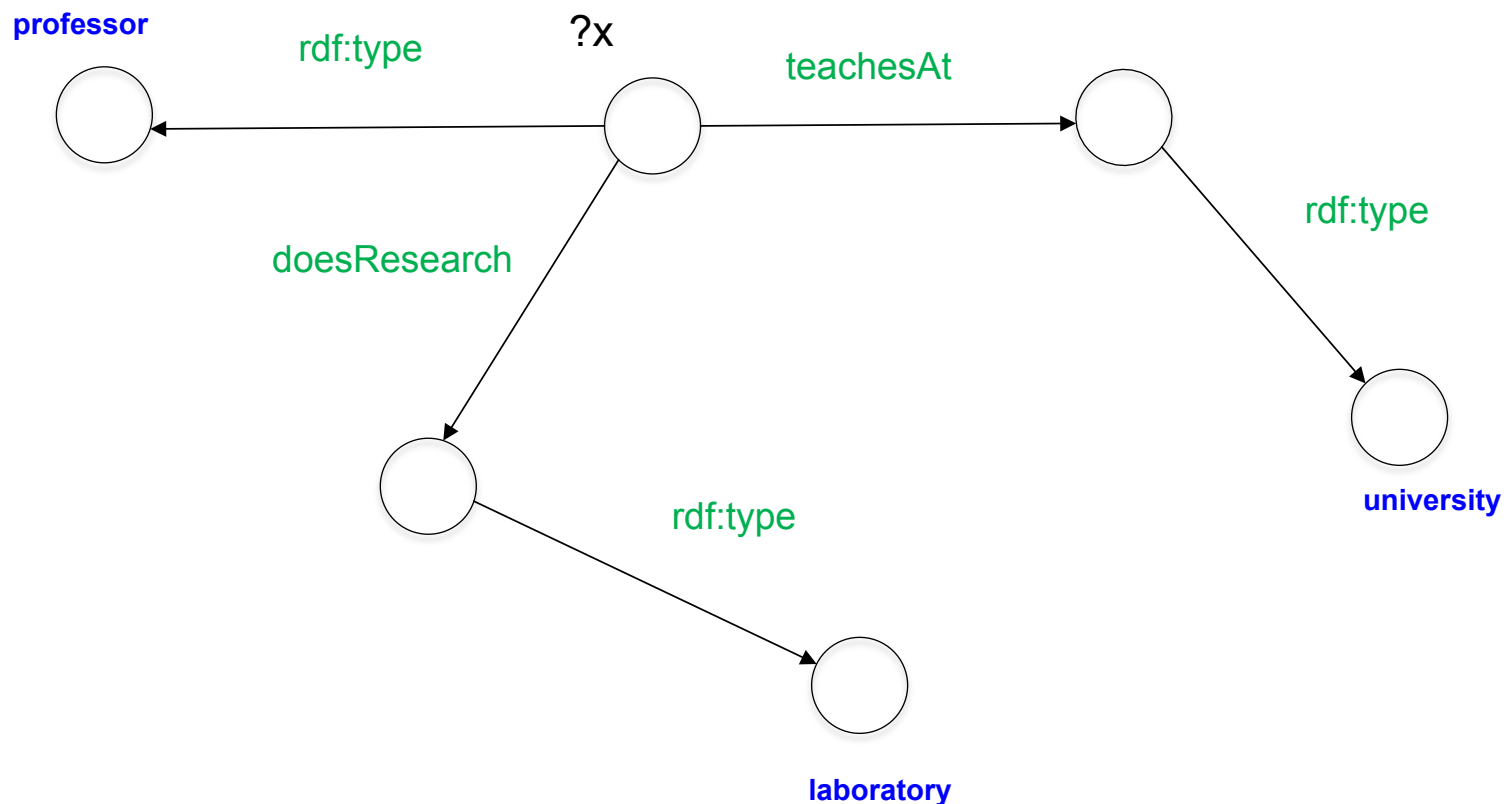 professor
rdf:type
?x
teachesAt
rdf:type
doesResearch
university
rdf:type
laboratory